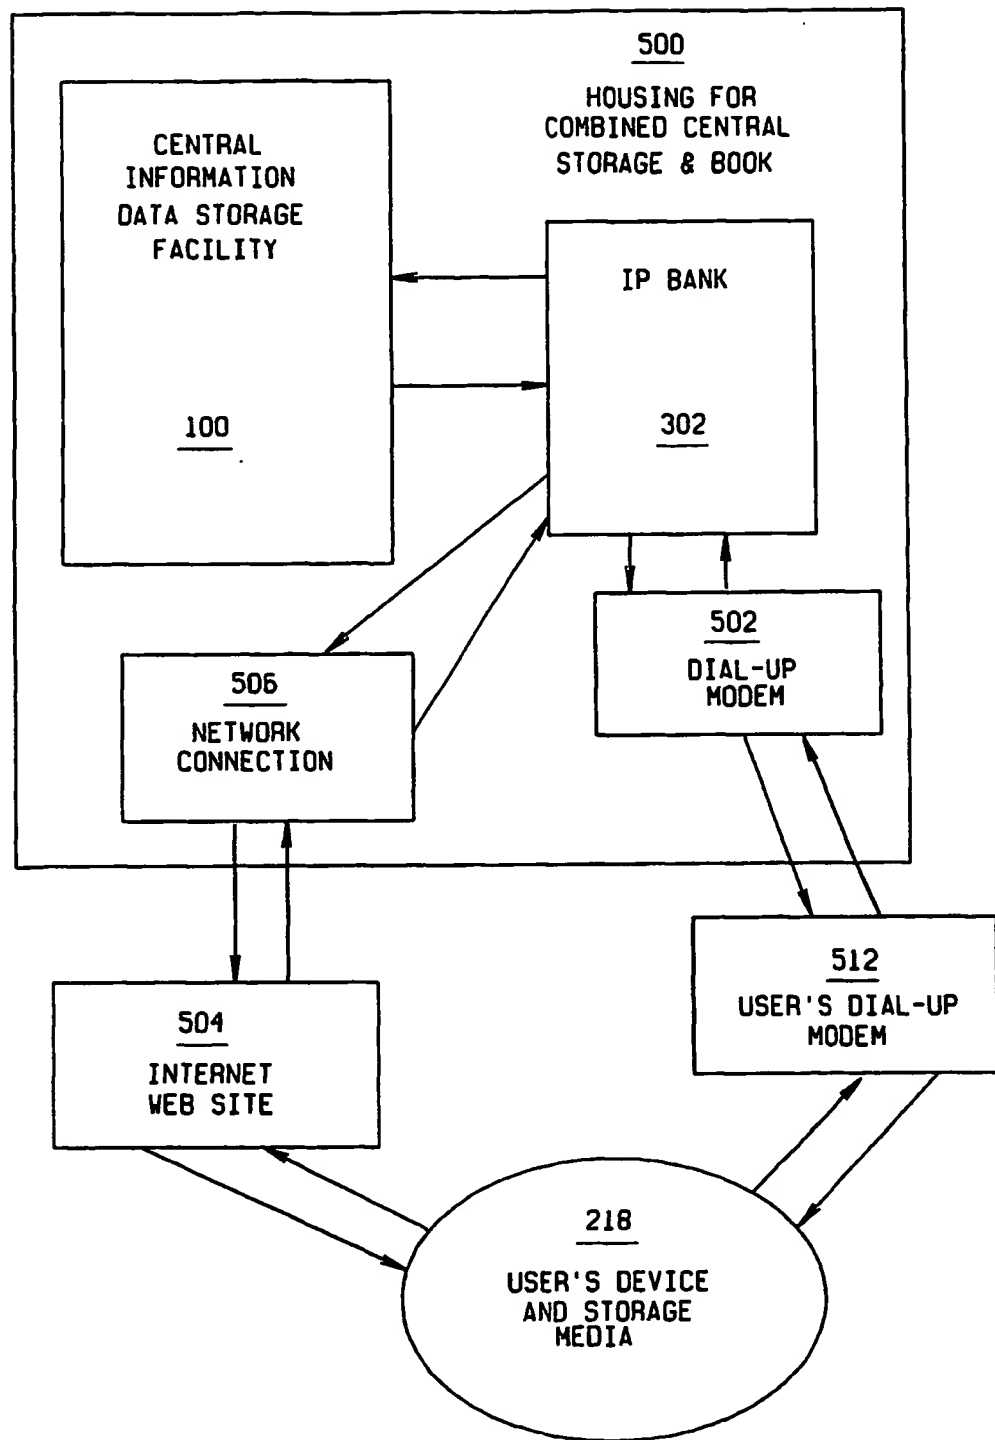 500
HOUSING FOR
COMBINED CENTRAL
STORAGE & BOOK
CENTRAL
INFORMATION
DATA STORAGE
FACILITY
100
IP BANK
302
502
DIAL-UP
MODEM
506
NETWORK
CONNECTION
512
USER'S DIAL-UP
MODEM
504
INTERNET
WEB SITE
218
USER'S DEVICE
AND STORAGE
MEDIA